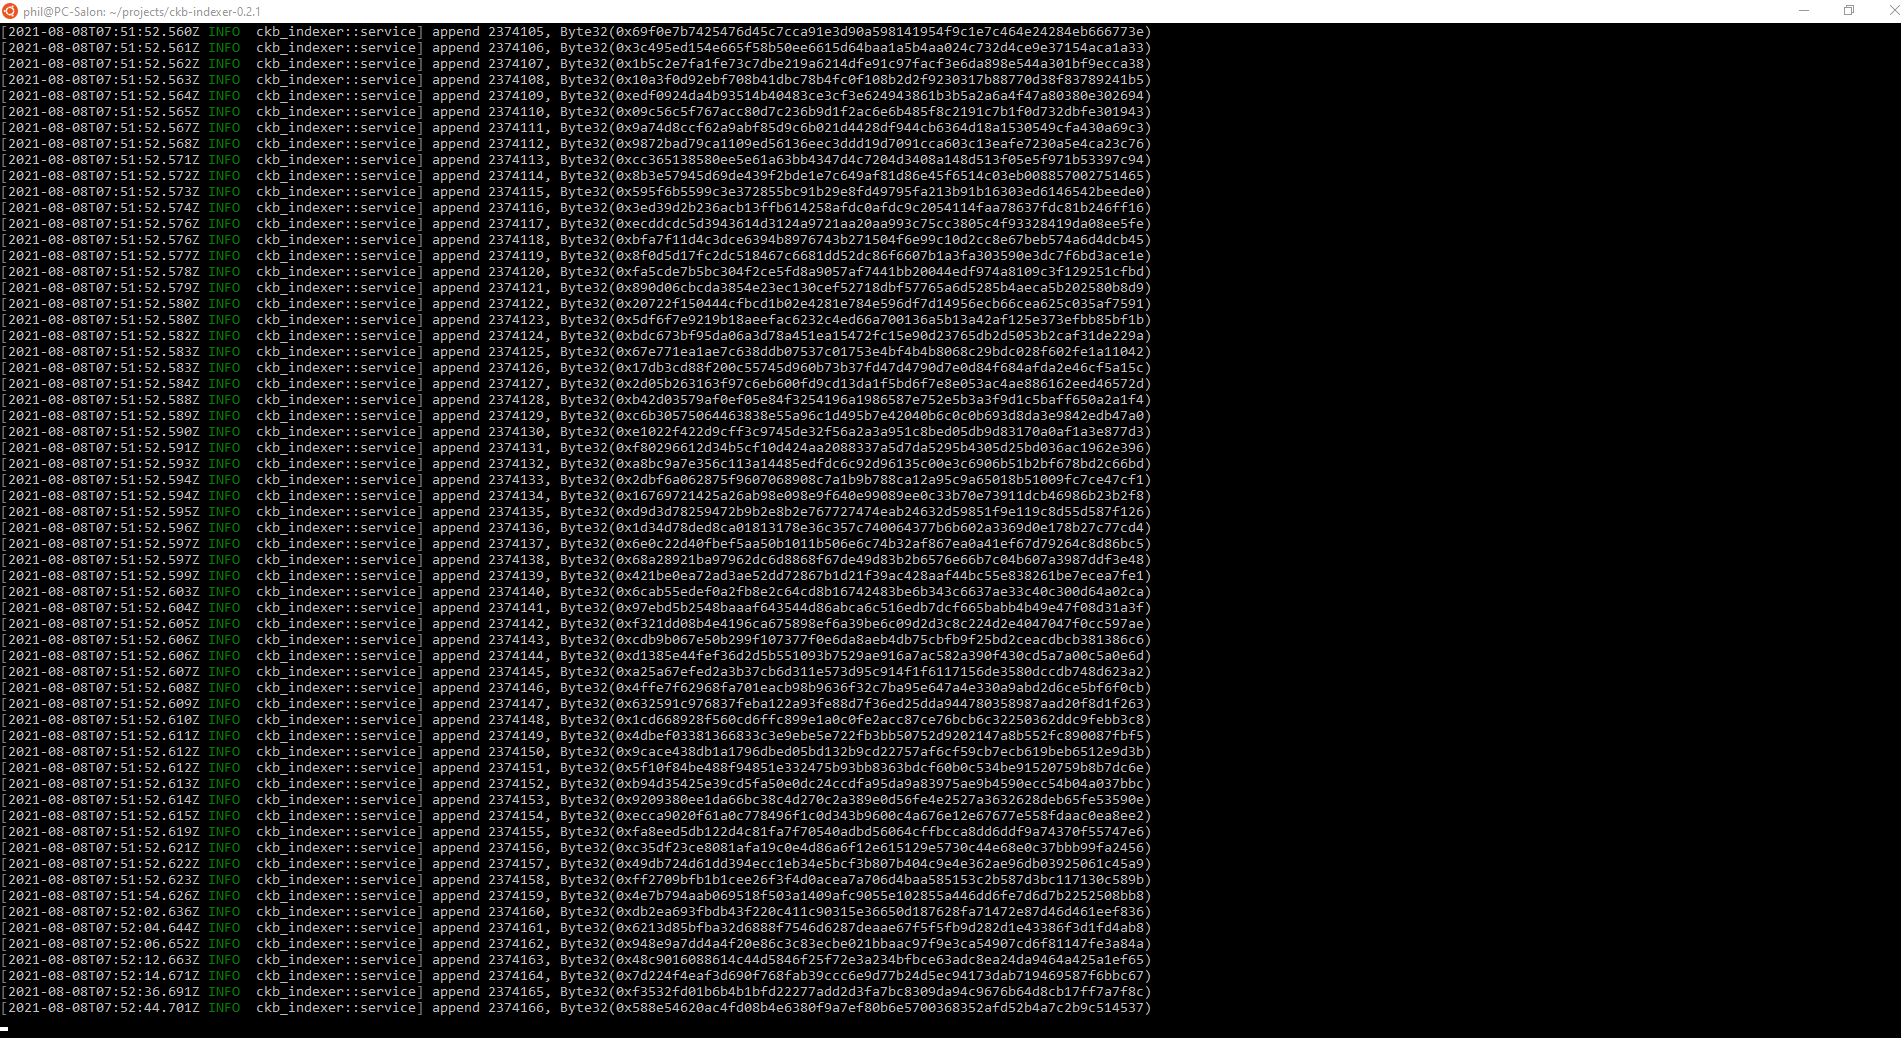 phil@PC-Salon: ~/projects/ckb-indexer-0.2.1
[2021-08-08T07:51:52.560Z INFO  ckb_indexer::service] append 2374105, Byte32(0x69f0e7b7425476d45c7cca91e3d90a598141954f9c1e7c464e24284eb666773e)
[2021-08-08T07:51:52.561Z INFO  ckb_indexer::service] append 2374106, Byte32(0x3c495ed154e665f58b50ee6615d64baa1a5b4aa024c732d4ce9e37154aca1a33)
[2021-08-08T07:51:52.562Z INFO  ckb_indexer::service] append 2374107, Byte32(0x1b5c2e7fa1fe73c7dbe219a6214dfe91c97facf3e6da898e544a301bf9ecca38)
[2021-08-08T07:51:52.563Z INFO  ckb_indexer::service] append 2374108, Byte32(0x10a3f0d92ebf708b41dbc78b4fc0f108b2d2f9230317b88770d38f83789241b5)
[2021-08-08T07:51:52.564Z INFO  ckb_indexer::service] append 2374109, Byte32(0xedf0924da4b93514b40483ce3cf3e624943861b3b5a2a6a4f47a80380e302694)
[2021-08-08T07:51:52.565Z INFO  ckb_indexer::service] append 2374110, Byte32(0x09c56c5f767acc80d7c236b9d1f2ac6e6b485f8c2191c7b1f0d732dbfe301943)
[2021-08-08T07:51:52.567Z INFO  ckb_indexer::service] append 2374111, Byte32(0x9a74d8ccf62a9abf85d9c6b021d4428df944cb6364d18a1530549cfa430a69c3)
[2021-08-08T07:51:52.568Z INFO  ckb_indexer::service] append 2374112, Byte32(0x9872bad79ca1109ed56136eec3ddd19d7091cca603c13eafe7230a5e4ca23c76)
[2021-08-08T07:51:52.571Z INFO  ckb_indexer::service] append 2374113, Byte32(0xcc365138580ee5e61a63bb4347d4c7204d3408a148d513f05e5f971b53397c94)
[2021-08-08T07:51:52.572Z INFO  ckb_indexer::service] append 2374114, Byte32(0x8b3e57945d69de439f2bde1e7c649af81d86e45f6514c03eb008857002751465)
[2021-08-08T07:51:52.573Z INFO  ckb_indexer::service] append 2374115, Byte32(0x595f6b5599c3e372855bc91b29e8fd49795fa213b91b16303ed6146542beede0)
[2021-08-08T07:51:52.574Z INFO  ckb_indexer::service] append 2374116, Byte32(0x3ed39d2b236acb13ffb614258afdc0afdc9c2054114faa78637fdc81b246ff16)
[2021-08-08T07:51:52.576Z INFO  ckb_indexer::service] append 2374117, Byte32(0xecddcdc5d3943614d3124a9721aa20aa993c75cc3805c4f93328419da08ee5fe)
[2021-08-08T07:51:52.576Z INFO  ckb_indexer::service] append 2374118, Byte32(0xbfa7f11d4c3dce6394b8976743b271504f6e99c10d2cc8e67beb574a6d4dcb45)
[2021-08-08T07:51:52.577Z INFO  ckb_indexer::service] append 2374119, Byte32(0x8f0d5d17fc2dc518467c6681dd52dc86f6607b1a3fa303590e3dc7f6bd3ace1e)
[2021-08-08T07:51:52.578Z INFO  ckb_indexer::service] append 2374120, Byte32(0xfa5cde7b5bc304f2ce5fd8a9057af7441bb20044edf974a8109c3f129251cfbd)
[2021-08-08T07:51:52.579Z INFO  ckb_indexer::service] append 2374121, Byte32(0x890d06cbcda3854e23ec130cef52718dbf57765a6d5285b4aeca5b202580b8d9)
[2021-08-08T07:51:52.580Z INFO  ckb_indexer::service] append 2374122, Byte32(0x20722f150444cfbcd1b02e4281e784e596df7d14956ecb66cea625c035af7591)
[2021-08-08T07:51:52.580Z INFO  ckb_indexer::service] append 2374123, Byte32(0x5df6f7e9219b18aeefac6232c4ed66a700136a5b13a42af125e373efbb85bf1b)
[2021-08-08T07:51:52.582Z INFO  ckb_indexer::service] append 2374124, Byte32(0xbdc673bf95da06a3d78a451ea15472fc15e90d23765db2d5053b2caf31de229a)
[2021-08-08T07:51:52.583Z INFO  ckb_indexer::service] append 2374125, Byte32(0x67e771ea1ae7c638ddb07537c01753e4bf4b4b8068c29bdc028f602fe1a11042)
[2021-08-08T07:51:52.583Z INFO  ckb_indexer::service] append 2374126, Byte32(0x17db3cd88f200c55745d960b73b37fd47d4790d7e0d84f684afda2e46cf5a15c)
[2021-08-08T07:51:52.584Z INFO  ckb_indexer::service] append 2374127, Byte32(0x2d05b263163f97c6eb600fd9cd13da1f5bd6f7e8e053ac4ae886162eed46572d)
[2021-08-08T07:51:52.588Z INFO  ckb_indexer::service] append 2374128, Byte32(0xb42d03579af0ef05e84f3254196a1986587e752e5b3a3f9d1c5baff650a2a1f4)
[2021-08-08T07:51:52.589Z INFO  ckb_indexer::service] append 2374129, Byte32(0xc6b30575064463838e55a96c1d495b7e42040b6c0c0b693d8da3e9842edb47a0)
[2021-08-08T07:51:52.590Z INFO  ckb_indexer::service] append 2374130, Byte32(0xe1022f422d9cff3c9745de32f56a2a3a951c8bed05db9d83170a0af1a3e877d3)
[2021-08-08T07:51:52.591Z INFO  ckb_indexer::service] append 2374131, Byte32(0xf80296612d34b5cf10d424aa2088337a5d7da5295b4305d25bd036ac1962e396)
[2021-08-08T07:51:52.593Z INFO  ckb_indexer::service] append 2374132, Byte32(0xa8bc9a7e356c113a14485edfdc6c92d96135c00e3c6906b51b2bf678bd2c66bd)
[2021-08-08T07:51:52.594Z INFO  ckb_indexer::service] append 2374133, Byte32(0x2dbf6a062875f9607068908c7a1b9b788ca12a95c9a65018b51009fc7ce47cf1)
[2021-08-08T07:51:52.594Z INFO  ckb_indexer::service] append 2374134, Byte32(0x16769721425a26ab98e098e9f640e99089ee0c33b70e73911dcb46986b23b2f8)
[2021-08-08T07:51:52.595Z INFO  ckb_indexer::service] append 2374135, Byte32(0xd9d3d78259472b9b2e8b2e767727474eab24632d59851f9e119c8d55d587f126)
[2021-08-08T07:51:52.596Z INFO  ckb_indexer::service] append 2374136, Byte32(0x1d34d78ded8ca01813178e36c357c740064377b6b602a3369d0e178b27c77cd4)
[2021-08-08T07:51:52.597Z INFO  ckb_indexer::service] append 2374137, Byte32(0x6e0c22d40fbef5aa50b1011b506e6c74b32af867ea0a41ef67d79264c8d86bc5)
[2021-08-08T07:51:52.597Z INFO  ckb_indexer::service] append 2374138, Byte32(0x68a28921ba97962dc6d8868f67de49d83b2b6576e66b7c04b607a3987ddf3e48)
[2021-08-08T07:51:52.599Z INFO  ckb_indexer::service] append 2374139, Byte32(0x421be0ea72ad3ae52dd72867b1d21f39ac428aaf44bc55e838261be7ecea7fe1)
[2021-08-08T07:51:52.603Z INFO  ckb_indexer::service] append 2374140, Byte32(0x6cab55edef0a2fb8e2c64cd8b16742483be6b343c6637ae33c40c300d64a02ca)
[2021-08-08T07:51:52.604Z INFO  ckb_indexer::service] append 2374141, Byte32(0x97ebd5b2548baaaf643544d86abca6c516edb7dcf665babb4b49e47f08d31a3f)
[2021-08-08T07:51:52.605Z INFO  ckb_indexer::service] append 2374142, Byte32(0xf321dd08b4e4196ca675898ef6a39be6c09d2d3c8c224d2e4047047f0cc597ae)
[2021-08-08T07:51:52.606Z INFO  ckb_indexer::service] append 2374143, Byte32(0xcdb9b067e50b299f107377f0e6da8aeb4db75cbfb9f25bd2ceacdbcb381386c6)
[2021-08-08T07:51:52.606Z INFO  ckb_indexer::service] append 2374144, Byte32(0xd1385e44fef36d2d5b551093b7529ae916a7ac582a390f430cd5a7a00c5a0e6d)
[2021-08-08T07:51:52.607Z INFO  ckb_indexer::service] append 2374145, Byte32(0xa25a67efed2a3b37cb6d311e573d95c914f1f6117156de3580dccdb748d623a2)
[2021-08-08T07:51:52.608Z INFO  ckb_indexer::service] append 2374146, Byte32(0x4ffe7f62968fa701eacb98b9636f32c7ba95e647a4e330a9abd2d6ce5bf6f0cb)
[2021-08-08T07:51:52.609Z INFO  ckb_indexer::service] append 2374147, Byte32(0x632591c976837feba122a93fe88d7f36ed25dda944780358987aad20f8d1f263)
[2021-08-08T07:51:52.610Z INFO  ckb_indexer::service] append 2374148, Byte32(0x1cd668928f560cd6ffc899e1a0c0fe2acc87ce76bcb6c32250362ddc9febb3c8)
[2021-08-08T07:51:52.611Z INFO  ckb_indexer::service] append 2374149, Byte32(0x4dbef03381366833c3e9ebe5e722fb3bb50752d9202147a8b552fc890087fbf5)
[2021-08-08T07:51:52.612Z INFO  ckb_indexer::service] append 2374150, Byte32(0x9cace438db1a1796dbed05bd132b9cd22757af6cf59cb7ecb619beb6512e9d3b)
[2021-08-08T07:51:52.612Z INFO  ckb_indexer::service] append 2374151, Byte32(0x5f10f84be488f94851e332475b93bb8363bdcf60b0c534be91520759b8b7dc6e)
[2021-08-08T07:51:52.613Z INFO  ckb_indexer::service] append 2374152, Byte32(0xb94d35425e39cd5fa50e0dc24ccdfa95da9a83975ae9b4590ecc54b04a037bbc)
[2021-08-08T07:51:52.614Z INFO  ckb_indexer::service] append 2374153, Byte32(0x9209380ee1da66bc38c4d270c2a389e0d56fe4e2527a3632628deb65fe53590e)
[2021-08-08T07:51:52.615Z INFO  ckb_indexer::service] append 2374154, Byte32(0xecca9020f61a0c778496f1c0d343b9600c4a676e12e67677e558fdaac0ea8ee2)
[2021-08-08T07:51:52.619Z INFO  ckb_indexer::service] append 2374155, Byte32(0xfa8eed5db122d4c81fa7f70540adbd56064cffbcca8dd6ddf9a74370f55747e6)
[2021-08-08T07:51:52.621Z INFO  ckb_indexer::service] append 2374156, Byte32(0xc35df23ce8081afa19c0e4d86a6f12e615129e5730c44e68e0c37bbb99fa2456)
[2021-08-08T07:51:52.622Z INFO  ckb_indexer::service] append 2374157, Byte32(0x49db724d61dd394ecc1eb34e5bcf3b807b404c9e4e362ae96db03925061c45a9)
[2021-08-08T07:51:52.623Z INFO  ckb_indexer::service] append 2374158, Byte32(0xff2709bfb1b1cee26f3f4d0acea7a706d4baa585153c2b587d3bc117130c589b)
[2021-08-08T07:51:54.626Z INFO  ckb_indexer::service] append 2374159, Byte32(0x4e7b794aab069518f503a1409afc9055e102855a446dd6fe7d6d7b2252508bb8)
[2021-08-08T07:52:02.636Z INFO  ckb_indexer::service] append 2374160, Byte32(0xdb2ea693fbdb43f220c411c90315e36650d187628fa71472e87d46d461eef836)
[2021-08-08T07:52:04.644Z INFO  ckb_indexer::service] append 2374161, Byte32(0x6213d85bfba32d6888f7546d6287deaae67f5f5fb9d282d1e43386f3d1fd4ab8)
[2021-08-08T07:52:06.652Z INFO  ckb_indexer::service] append 2374162, Byte32(0x948e9a7dd4a4f20e86c3c83ecbe021bbaac97f9e3ca54907cd6f81147fe3a84a)
[2021-08-08T07:52:12.663Z INFO  ckb_indexer::service] append 2374163, Byte32(0x48c9016088614c44d5846f25f72e3a234bfbce63adc8ea24da9464a425a1ef65)
[2021-08-08T07:52:14.671Z INFO  ckb_indexer::service] append 2374164, Byte32(0x7d224f4eaf3d690f768fab39ccc6e9d77b24d5ec94173dab719469587f6bbc67)
[2021-08-08T07:52:36.691Z INFO  ckb_indexer::service] append 2374165, Byte32(0xf3532fd01b6b4b1bfd22277add2d3fa7bc8309da94c9676b64d8cb17ff7a7f8c)
[2021-08-08T07:52:44.701Z INFO  ckb_indexer::service] append 2374166, Byte32(0x588e54620ac4fd08b4e6380f9a7ef80b6e5700368352afd52b4a7c2b9c514537)